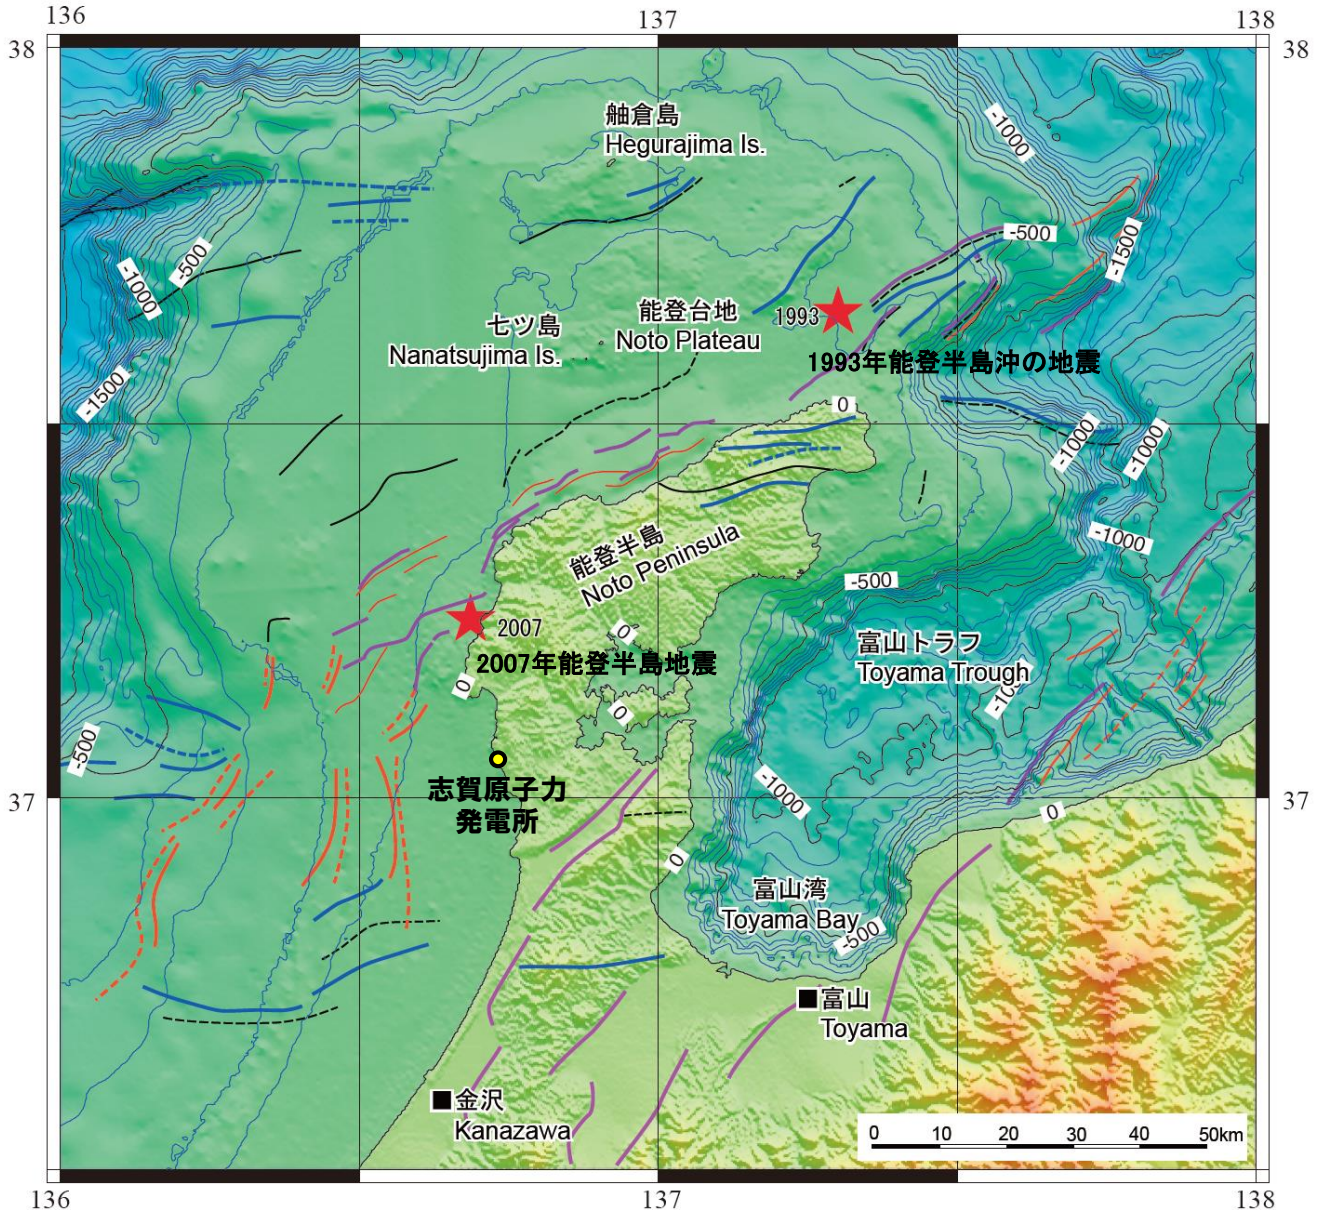 136
137
138
38
38
舳倉島
Hegurajima Is.
-1000
-500
-500
-1000
-1500
七ツ島
Nanatsujima Is.
能登台地
Noto Plateau
1993
1993年能登半島沖の地震
-1500
0
-1000
-1000
-1000
能登半島
Noto Peninsula
-500
2007
2007年能登半島地震
0
0
0
富山トラフ
Toyama Trough
-500
志賀原子力
発電所
-1000
37
37
0
0
富山湾
Toyama Bay
-500
富山
Toyama
金沢
Kanazawa
0 10 20 30 40 50km
136
137
138